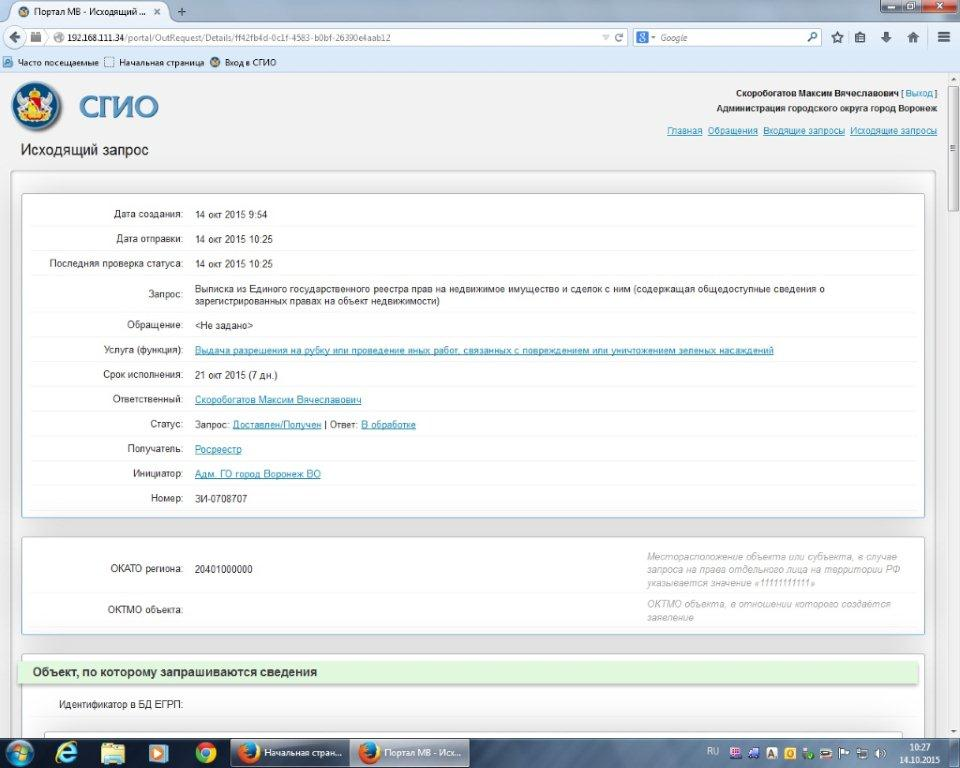 Портал МВ - Исходящий ...
192.168.111.34/portal/OutRequest/Details/ff42fb4d-0c1f-4583-b0bf-26390e4aab12
Google
Часто посещаемые Начальная страница Вход в СГИО
СГИО
Скоробогатов Максим Вячеславович [ Выход ]
Администрация городского округа город Воронеж
Главная Обращения Входящие запросы Исходящие запросы
Исходящий запрос
Дата создания: 14 окт 2015 9:54
Дата отправки: 14 окт 2015 10:25
Последняя проверка статуса: 14 окт 2015 10:25
Запрос: Выписка из Единого государственного реестра прав на недвижимое имущество и сделок с ним (содержащая общедоступные сведения о
зарегистрированных правах на объект недвижимости)
Обращение: <Не задано>
Услуга (функция): Выдача разрешения на рубку или проведение иных работ, связанных с повреждением или уничтожением зеленых насаждений
Срок исполнения: 21 окт 2015 (7 дн.)
Ответственный: Скоробогатов Максим Вячеславович
Статус: Запрос: Доставлен/Получен | Ответ: В обработке
Получатель: Росреестр
Инициатор: Адм. ГО город Воронеж ВО
Номер: ЗИ-0708707
ОКАТО региона: 20401000000
Месторасположение объекта или субъекта, в случае
запроса на права отдельного лица на территории РФ
указывается значение «11111111111»
ОКТМО объекта:
ОКТМО объекта, в отношении которого создается
заявление
Объект, по которому запрашиваются сведения
Идентификатор в БД ЕГРП:
Начальная стран...
Портал МВ - Исх...
RU
10:27
14.10.2015